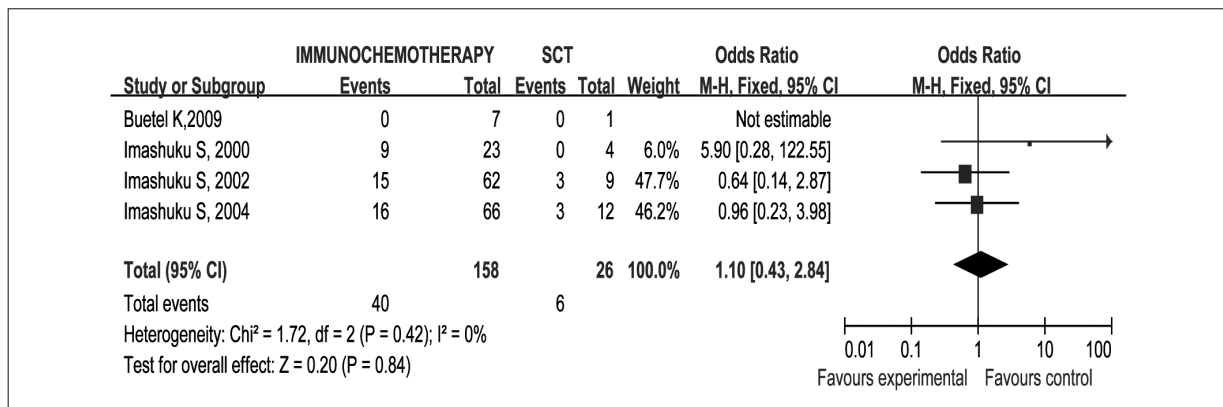 IMMUNOCHEMOTHERAPY SCT Odds Ratio Odds Ratio
Study or Subgroup Events Total Events Total Weight M-H, Fixed, 95% CI M-H, Fixed, 95% CI
Buetel K,2009 0 7 0 1 Not estimable
Imashuku S, 2000 9 23 0 4 6.0% 5.90 [0.28, 122.55]
Imashuku S, 2002 15 62 3 9 47.7% 0.64 [0.14, 2.87]
Imashuku S, 2004 16 66 3 12 46.2% 0.96 [0.23, 3.98]
Total (95% CI) 158 26 100.0% 1.10 [0.43, 2.84]
Total events 40 6
Heterogeneity: Chi² = 1.72, df = 2 (P = 0.42); I² = 0%
Test for overall effect: Z = 0.20 (P = 0.84)
0.01 0.1 1 10 100
Favours experimental Favours control